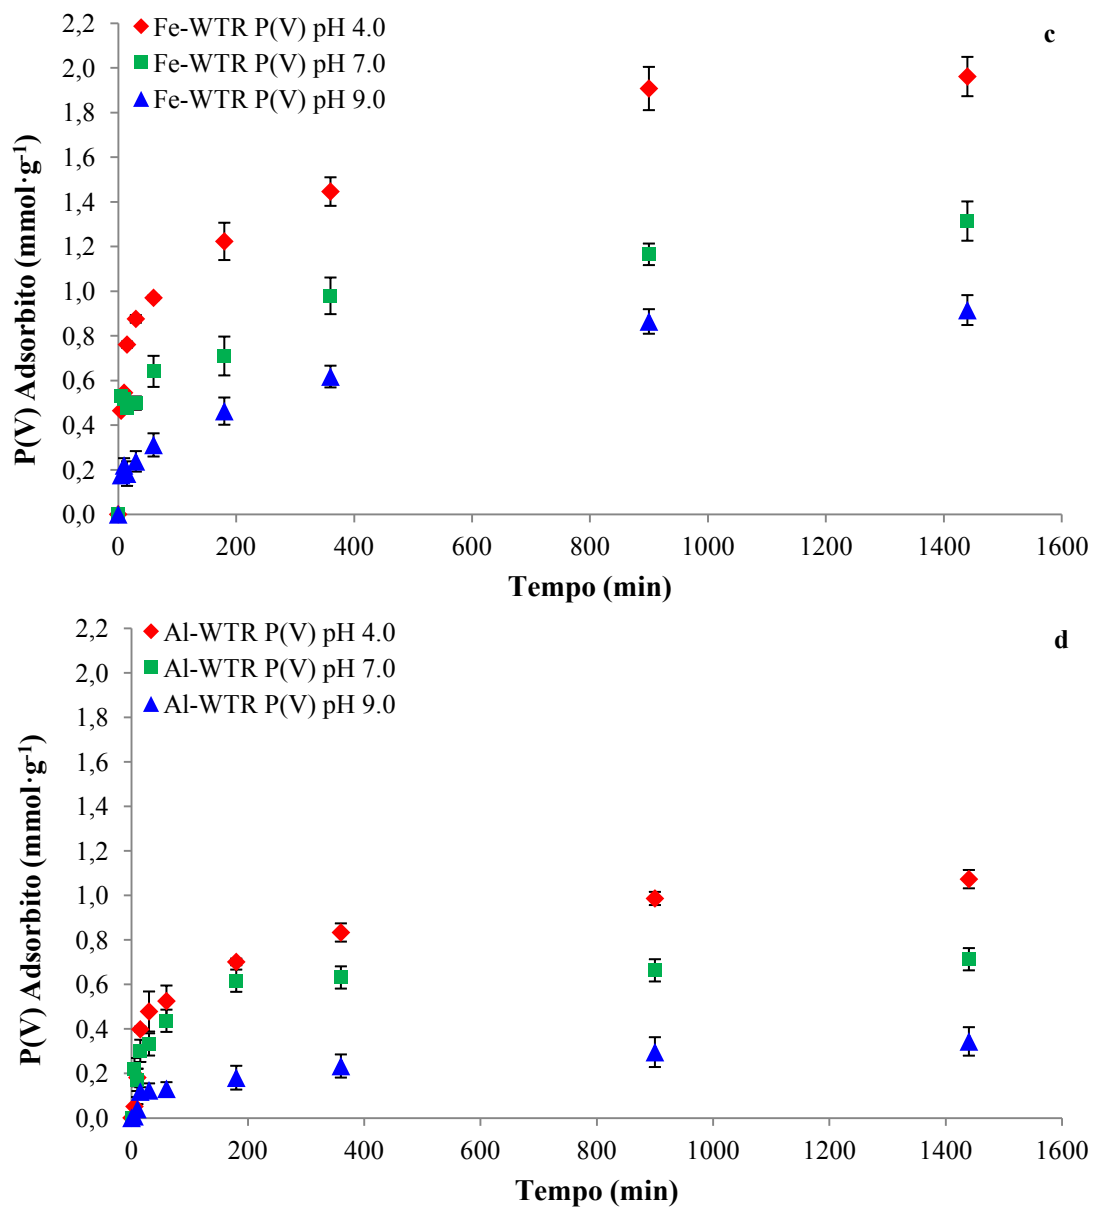 Fe-WTR P(V) pH 4.0
Fe-WTR P(V) pH 7.0
Fe-WTR P(V) pH 9.0
c
P(V) Adsorbito (mmol·g⁻¹)
2,2
2,0
1,8
1,6
1,4
1,2
1,0
0,8
0,6
0,4
0,2
0,0
0 200 400 600 800 1000 1200 1400 1600
Tempo (min)
Al-WTR P(V) pH 4.0
Al-WTR P(V) pH 7.0
Al-WTR P(V) pH 9.0
d
P(V) Adsorbito (mmol·g⁻¹)
2,2
2,0
1,8
1,6
1,4
1,2
1,0
0,8
0,6
0,4
0,2
0,0
0 200 400 600 800 1000 1200 1400 1600
Tempo (min)